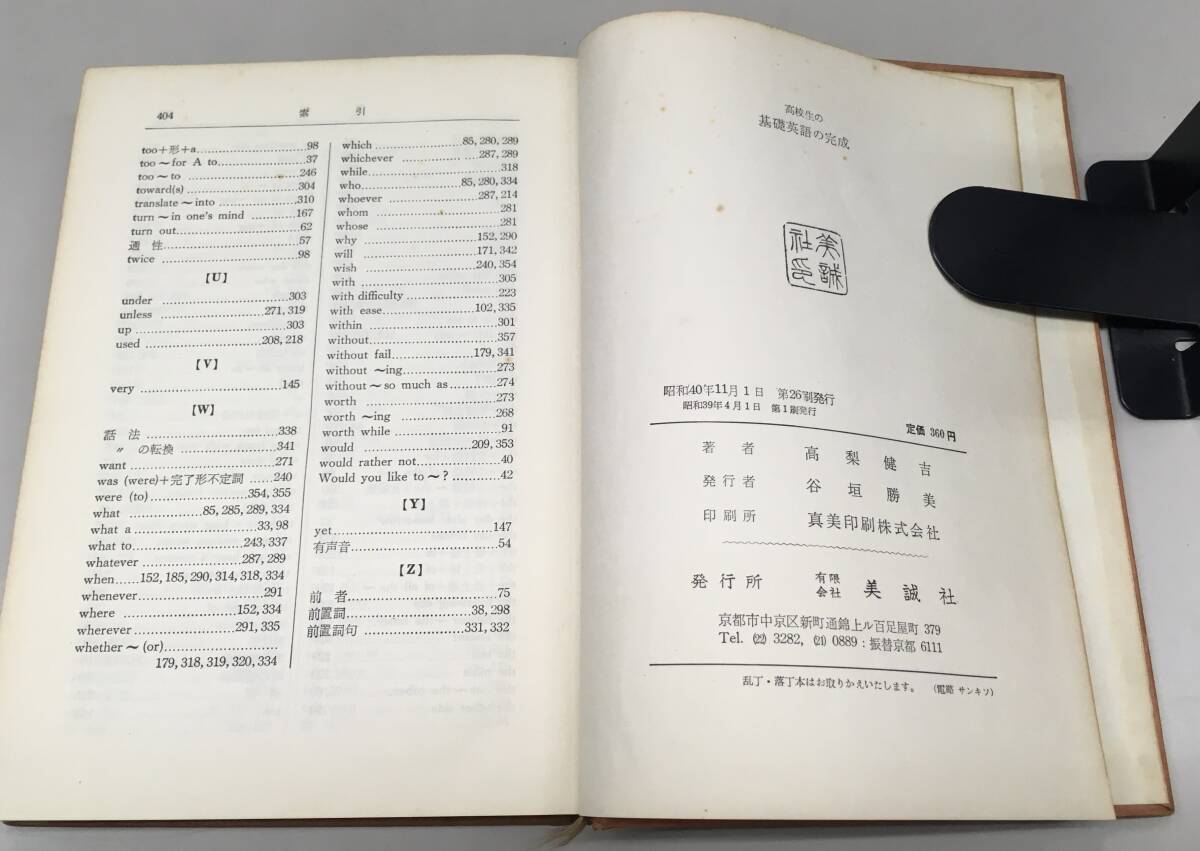 404 索 引
too+形+a..................98
too～for A to..................37
too～to..................246
toward(s)..................304
translate～into..................310
turn～in one's mind..................167
turn out..................62
適 性..................57
twice..................98
【U】
under..................303
unless..................271, 319
up..................303
used..................208, 218
【V】
very..................145
【W】
話 法..................338
〃 の転換..................341
want..................271
was (were)+完了形不定詞......240
were (to)..................354, 355
what..................85, 285, 289, 334
what a..................33, 98
what to..................243, 337
whatever..................287, 289
when......152, 185, 290, 314, 318, 334
whenever..................291
where..................152, 334
wherever..................291, 335
whether～(or)..................
179, 318, 319, 320, 334
which..................85, 280, 289
whichever..................287, 289
while..................318
who..................85, 280, 334
whoever..................287, 214
whom..................281
whose..................281
why..................152, 290
will..................171, 342
wish..................240, 354
with..................305
with difficulty..................223
with ease..................102, 335
within..................301
without..................357
without fail..................179, 341
without ～ing..................273
without～so much as............274
worth..................273
worth ～ing..................268
worth while..................91
would..................209, 353
would rather not..................40
Would you like to～?............42
【Y】
yet..................147
有声音..................54
【Z】
前 者..................75
前置詞..................38, 298
前置詞句..................331, 332
高校生の
基礎英語の完成
美誠
社印
昭和40年11月1日 第26刷発行
昭和39年4月1日 第1刷発行
定価 360円
著者 高梨健吉
発行者 谷垣勝美
印刷所 真美印刷株式会社
発行所 有限会社 美誠社
京都市中京区新町通錦上ル百足屋町 379
Tel. (22) 3282, (21) 0889：振替京都 6111
乱丁・落丁本はお取りかえいたします。 (電略 サンキソ)